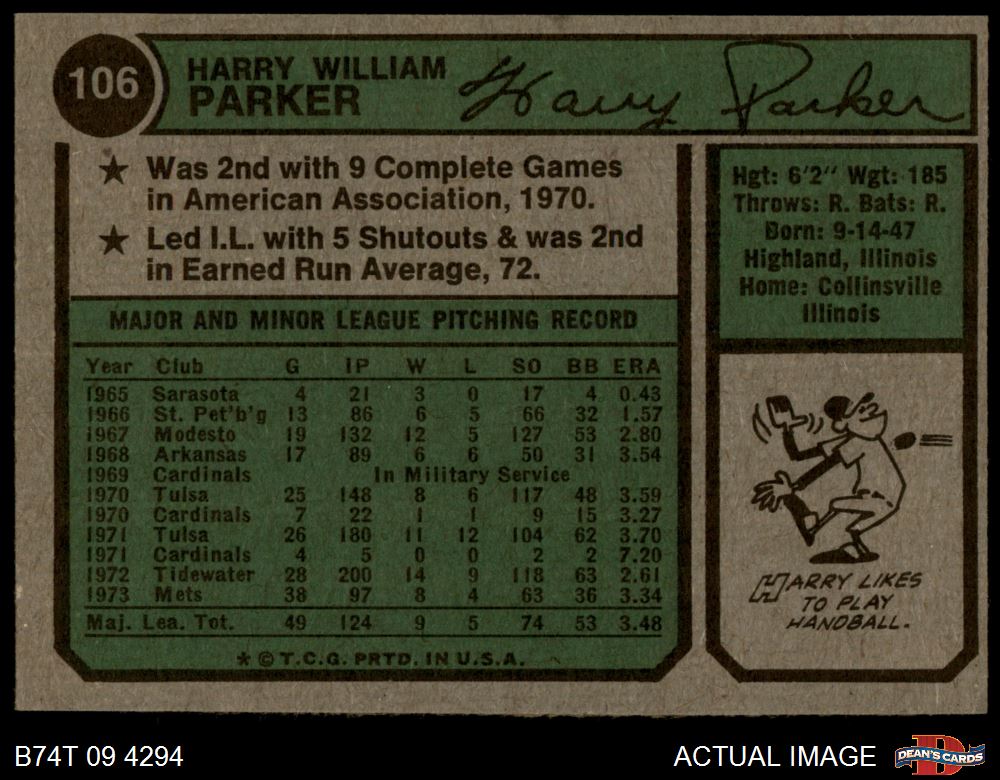 106
HARRY WILLIAM
PARKER
Harry Parker
★ Was 2nd with 9 Complete Games
in American Association, 1970.
★ Led I.L. with 5 Shutouts & was 2nd
in Earned Run Average, 72.
Hgt: 6'2" Wgt: 185
Throws: R. Bats: R.
Born: 9-14-47
Highland, Illinois
Home: Collinsville
Illinois
MAJOR AND MINOR LEAGUE PITCHING RECORD
Year Club G IP W L SO BB ERA
1965 Sarasota 4 21 3 0 17 4 0.43
1966 St. Pet'b'g 13 86 6 5 66 32 1.57
1967 Modesto 19 132 12 5 127 53 2.80
1968 Arkansas 17 89 6 6 50 31 3.54
1969 Cardinals In Military Service
1970 Tulsa 25 148 8 6 117 48 3.59
1970 Cardinals 7 22 1 1 9 15 3.27
1971 Tulsa 26 180 11 12 104 62 3.70
1971 Cardinals 4 5 0 0 2 2 7.20
1972 Tidewater 28 200 14 9 118 63 2.61
1973 Mets 38 97 8 4 63 36 3.34
Maj. Lea. Tot. 49 124 9 5 74 53 3.48
* © T.C.G. PRTD. IN U.S.A.
HARRY LIKES
TO PLAY
HANDBALL.
B74T 09 4294
ACTUAL IMAGE
D
DEAN'S CARDS